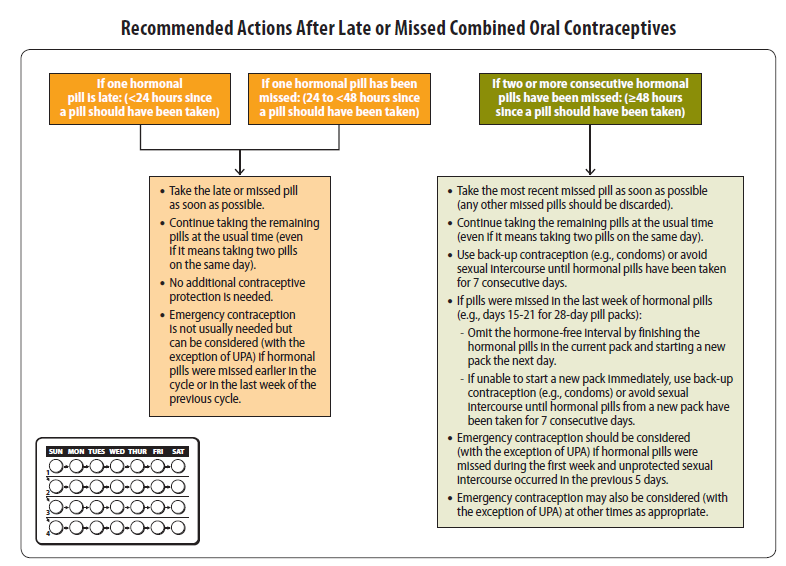 Recommended Actions After Late or Missed Combined Oral Contraceptives
If one hormonal
pill is late: (<24 hours since
a pill should have been taken)
If one hormonal pill has been
missed: (24 to <48 hours since
a pill should have been taken)
If two or more consecutive hormonal
pills have been missed: (≥48 hours
since a pill should have been taken)
• Take the late or missed pill
as soon as possible.
• Continue taking the remaining
pills at the usual time (even
if it means taking two pills
on the same day).
• No additional contraceptive
protection is needed.
• Emergency contraception
is not usually needed but
can be considered (with the
exception of UPA) if hormonal
pills were missed earlier in the
cycle or in the last week of the
previous cycle.
• Take the most recent missed pill as soon as possible
(any other missed pills should be discarded).
• Continue taking the remaining pills at the usual time
(even if it means taking two pills on the same day).
• Use back-up contraception (e.g., condoms) or avoid
sexual intercourse until hormonal pills have been taken
for 7 consecutive days.
• If pills were missed in the last week of hormonal pills
(e.g., days 15-21 for 28-day pill packs):
- Omit the hormone-free interval by finishing the
hormonal pills in the current pack and starting a new
pack the next day.
- If unable to start a new pack immediately, use back-up
contraception (e.g., condoms) or avoid sexual
intercourse until hormonal pills from a new pack have
been taken for 7 consecutive days.
• Emergency contraception should be considered
(with the exception of UPA) if hormonal pills were
missed during the first week and unprotected sexual
intercourse occurred in the previous 5 days.
• Emergency contraception may also be considered (with
the exception of UPA) at other times as appropriate.
SUN MON TUES WED THUR FRI SAT
1
2
3
4